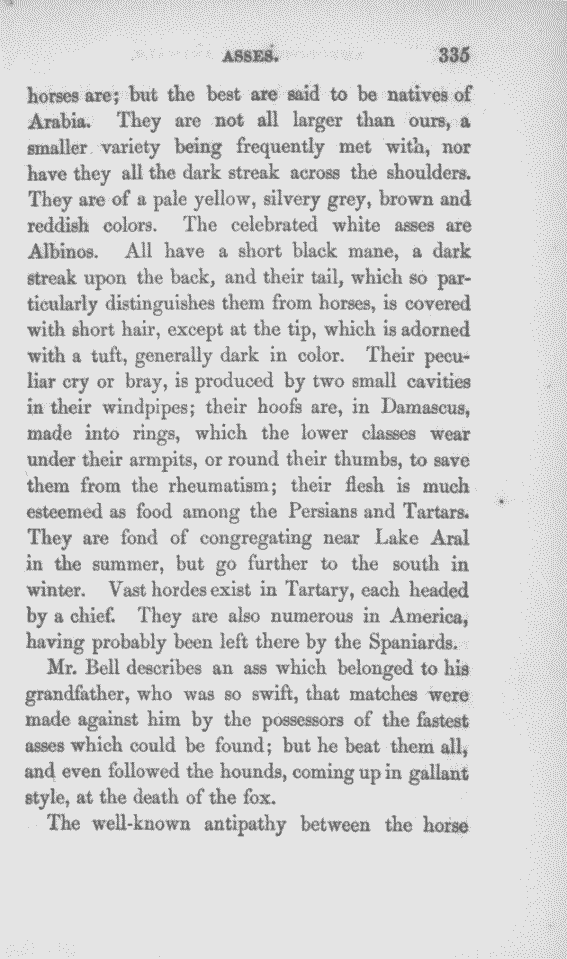 ASSES. 335
horses are; but the best are said to be natives of
Arabia. They are not all larger than ours, a
smaller variety being frequently met with, nor
have they all the dark streak across the shoulders.
They are of a pale yellow, silvery grey, brown and
reddish colors. The celebrated white asses are
Albinos. All have a short black mane, a dark
streak upon the back, and their tail, which so par-
ticularly distinguishes them from horses, is covered
with short hair, except at the tip, which is adorned
with a tuft, generally dark in color. Their pecu-
liar cry or bray, is produced by two small cavities
in their windpipes; their hoofs are, in Damascus,
made into rings, which the lower classes wear
under their armpits, or round their thumbs, to save
them from the rheumatism; their flesh is much
esteemed as food among the Persians and Tartars.
They are fond of congregating near Lake Aral
in the summer, but go further to the south in
winter. Vast hordes exist in Tartary, each headed
by a chief. They are also numerous in America,
having probably been left there by the Spaniards.
Mr. Bell describes an ass which belonged to his
grandfather, who was so swift, that matches were
made against him by the possessors of the fastest
asses which could be found; but he beat them all,
and even followed the hounds, coming up in gallant
style, at the death of the fox.
The well-known antipathy between the horse